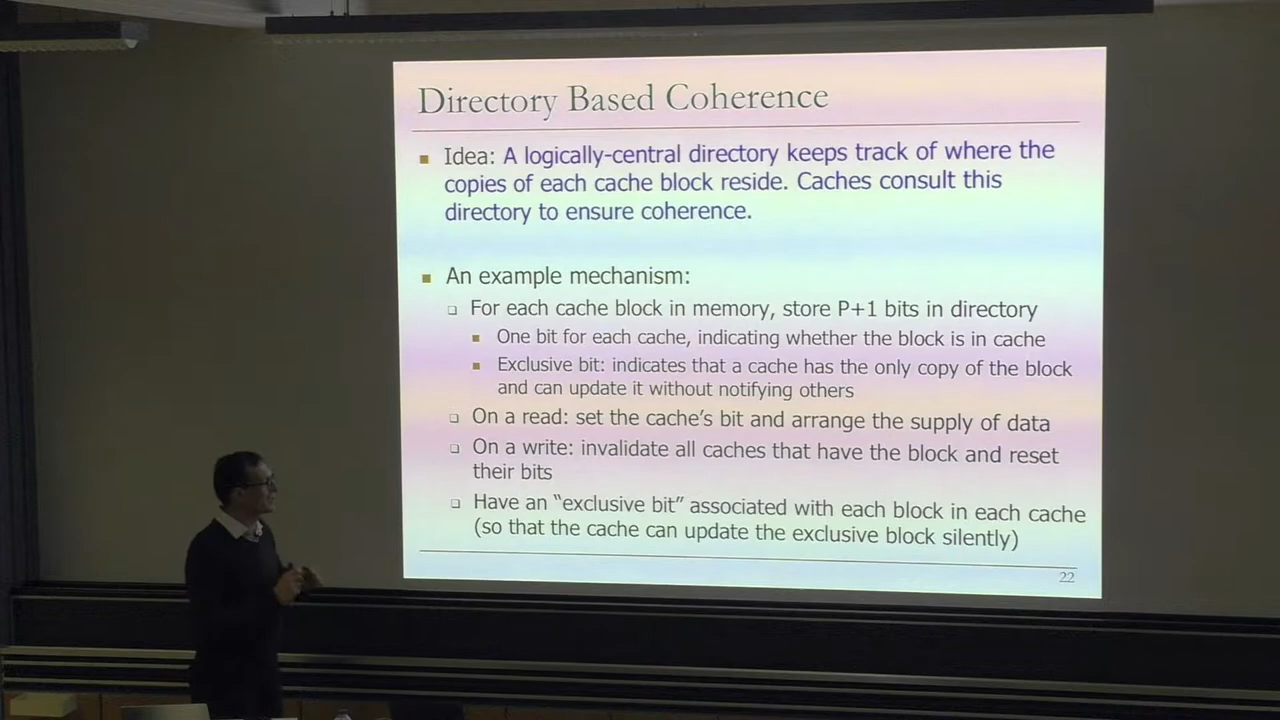 Directory Based Coherence
Idea: A logically-central directory keeps track of where the
copies of each cache block reside. Caches consult this
directory to ensure coherence.
An example mechanism:
For each cache block in memory, store P+1 bits in directory
One bit for each cache, indicating whether the block is in cache
Exclusive bit: indicates that a cache has the only copy of the block
and can update it without notifying others
On a read: set the cache's bit and arrange the supply of data
On a write: invalidate all caches that have the block and reset
their bits
Have an “exclusive bit” associated with each block in each cache
(so that the cache can update the exclusive block silently)
22